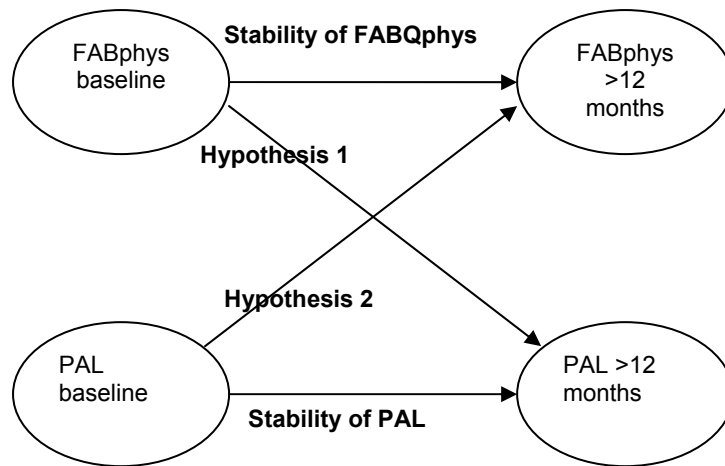 Stability of FABQphys
FABphys
baseline
FABphys
>12
months
Hypothesis 1
Hypothesis 2
PAL
baseline
PAL >12
months
Stability of PAL